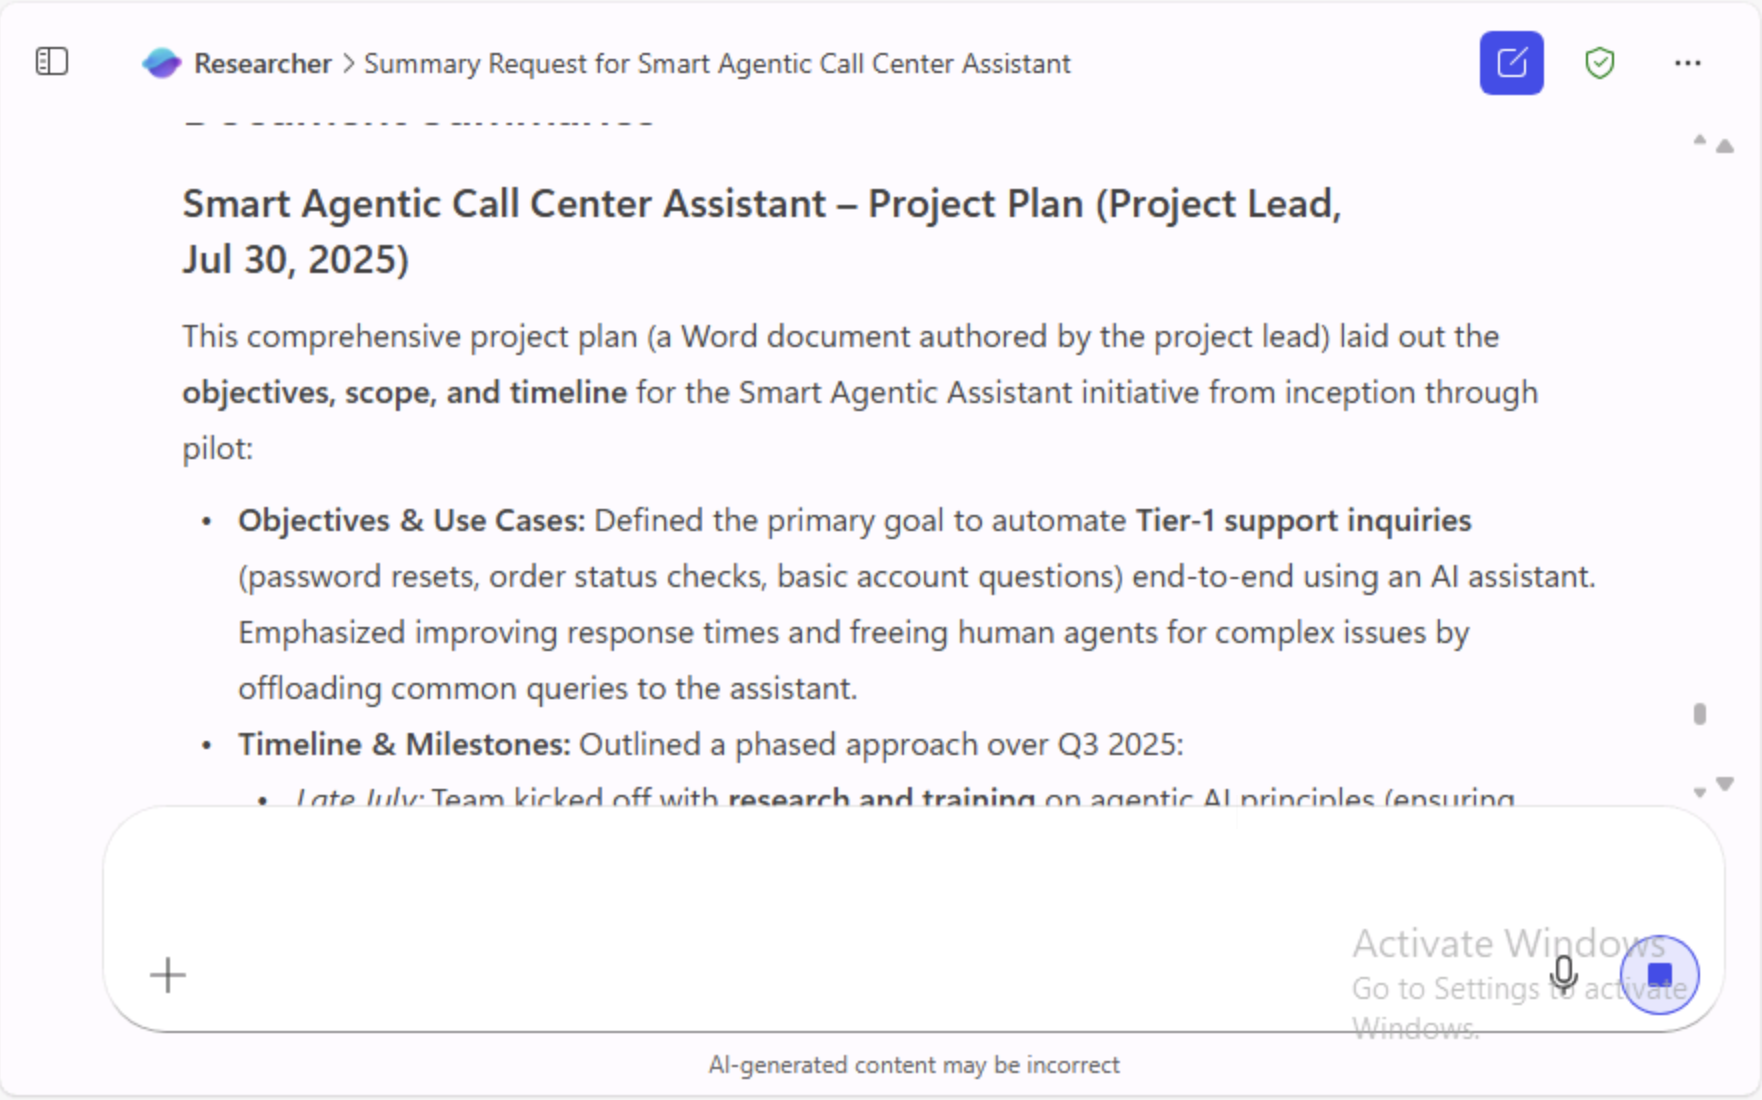 Researcher > Summary Request for Smart Agentic Call Center Assistant
Smart Agentic Call Center Assistant – Project Plan (Project Lead,
Jul 30, 2025)
This comprehensive project plan (a Word document authored by the project lead) laid out the
objectives, scope, and timeline for the Smart Agentic Assistant initiative from inception through
pilot:
• Objectives & Use Cases: Defined the primary goal to automate Tier-1 support inquiries
(password resets, order status checks, basic account questions) end-to-end using an AI assistant.
Emphasized improving response times and freeing human agents for complex issues by
offloading common queries to the assistant.
• Timeline & Milestones: Outlined a phased approach over Q3 2025:
• Late July: Team kicked off with research and training on agentic AI principles (ensuring
Activate Windows
Go to Settings to activate
Windows.
AI-generated content may be incorrect